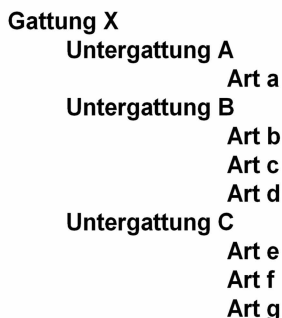 Gattung X
Untergattung A
Art a
Untergattung B
Art b
Art c
Art d
Untergattung C
Art e
Art f
Art g